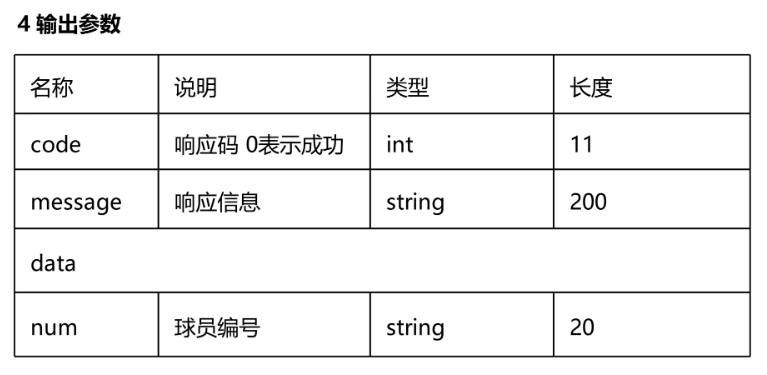 4 输出参数
名称 说明 类型 长度
code 响应码 0表示成功 int 11
message 响应信息 string 200
data
num 球员编号 string 20